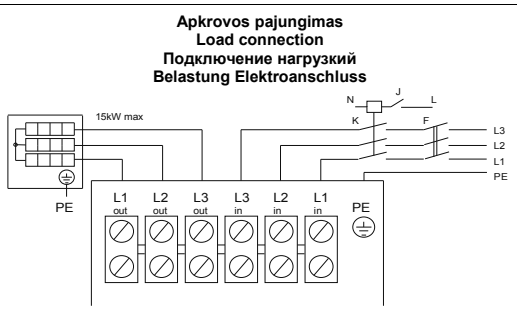 Apkrovos pajungimas
Load connection
Подключение нагрузкий
Belastung Elektroanschluss
J
N L
15kW max
K F
L3
L2
L1
PE
PE
L1 L2 L3 L3 L2 L1 PE
out out out in in in